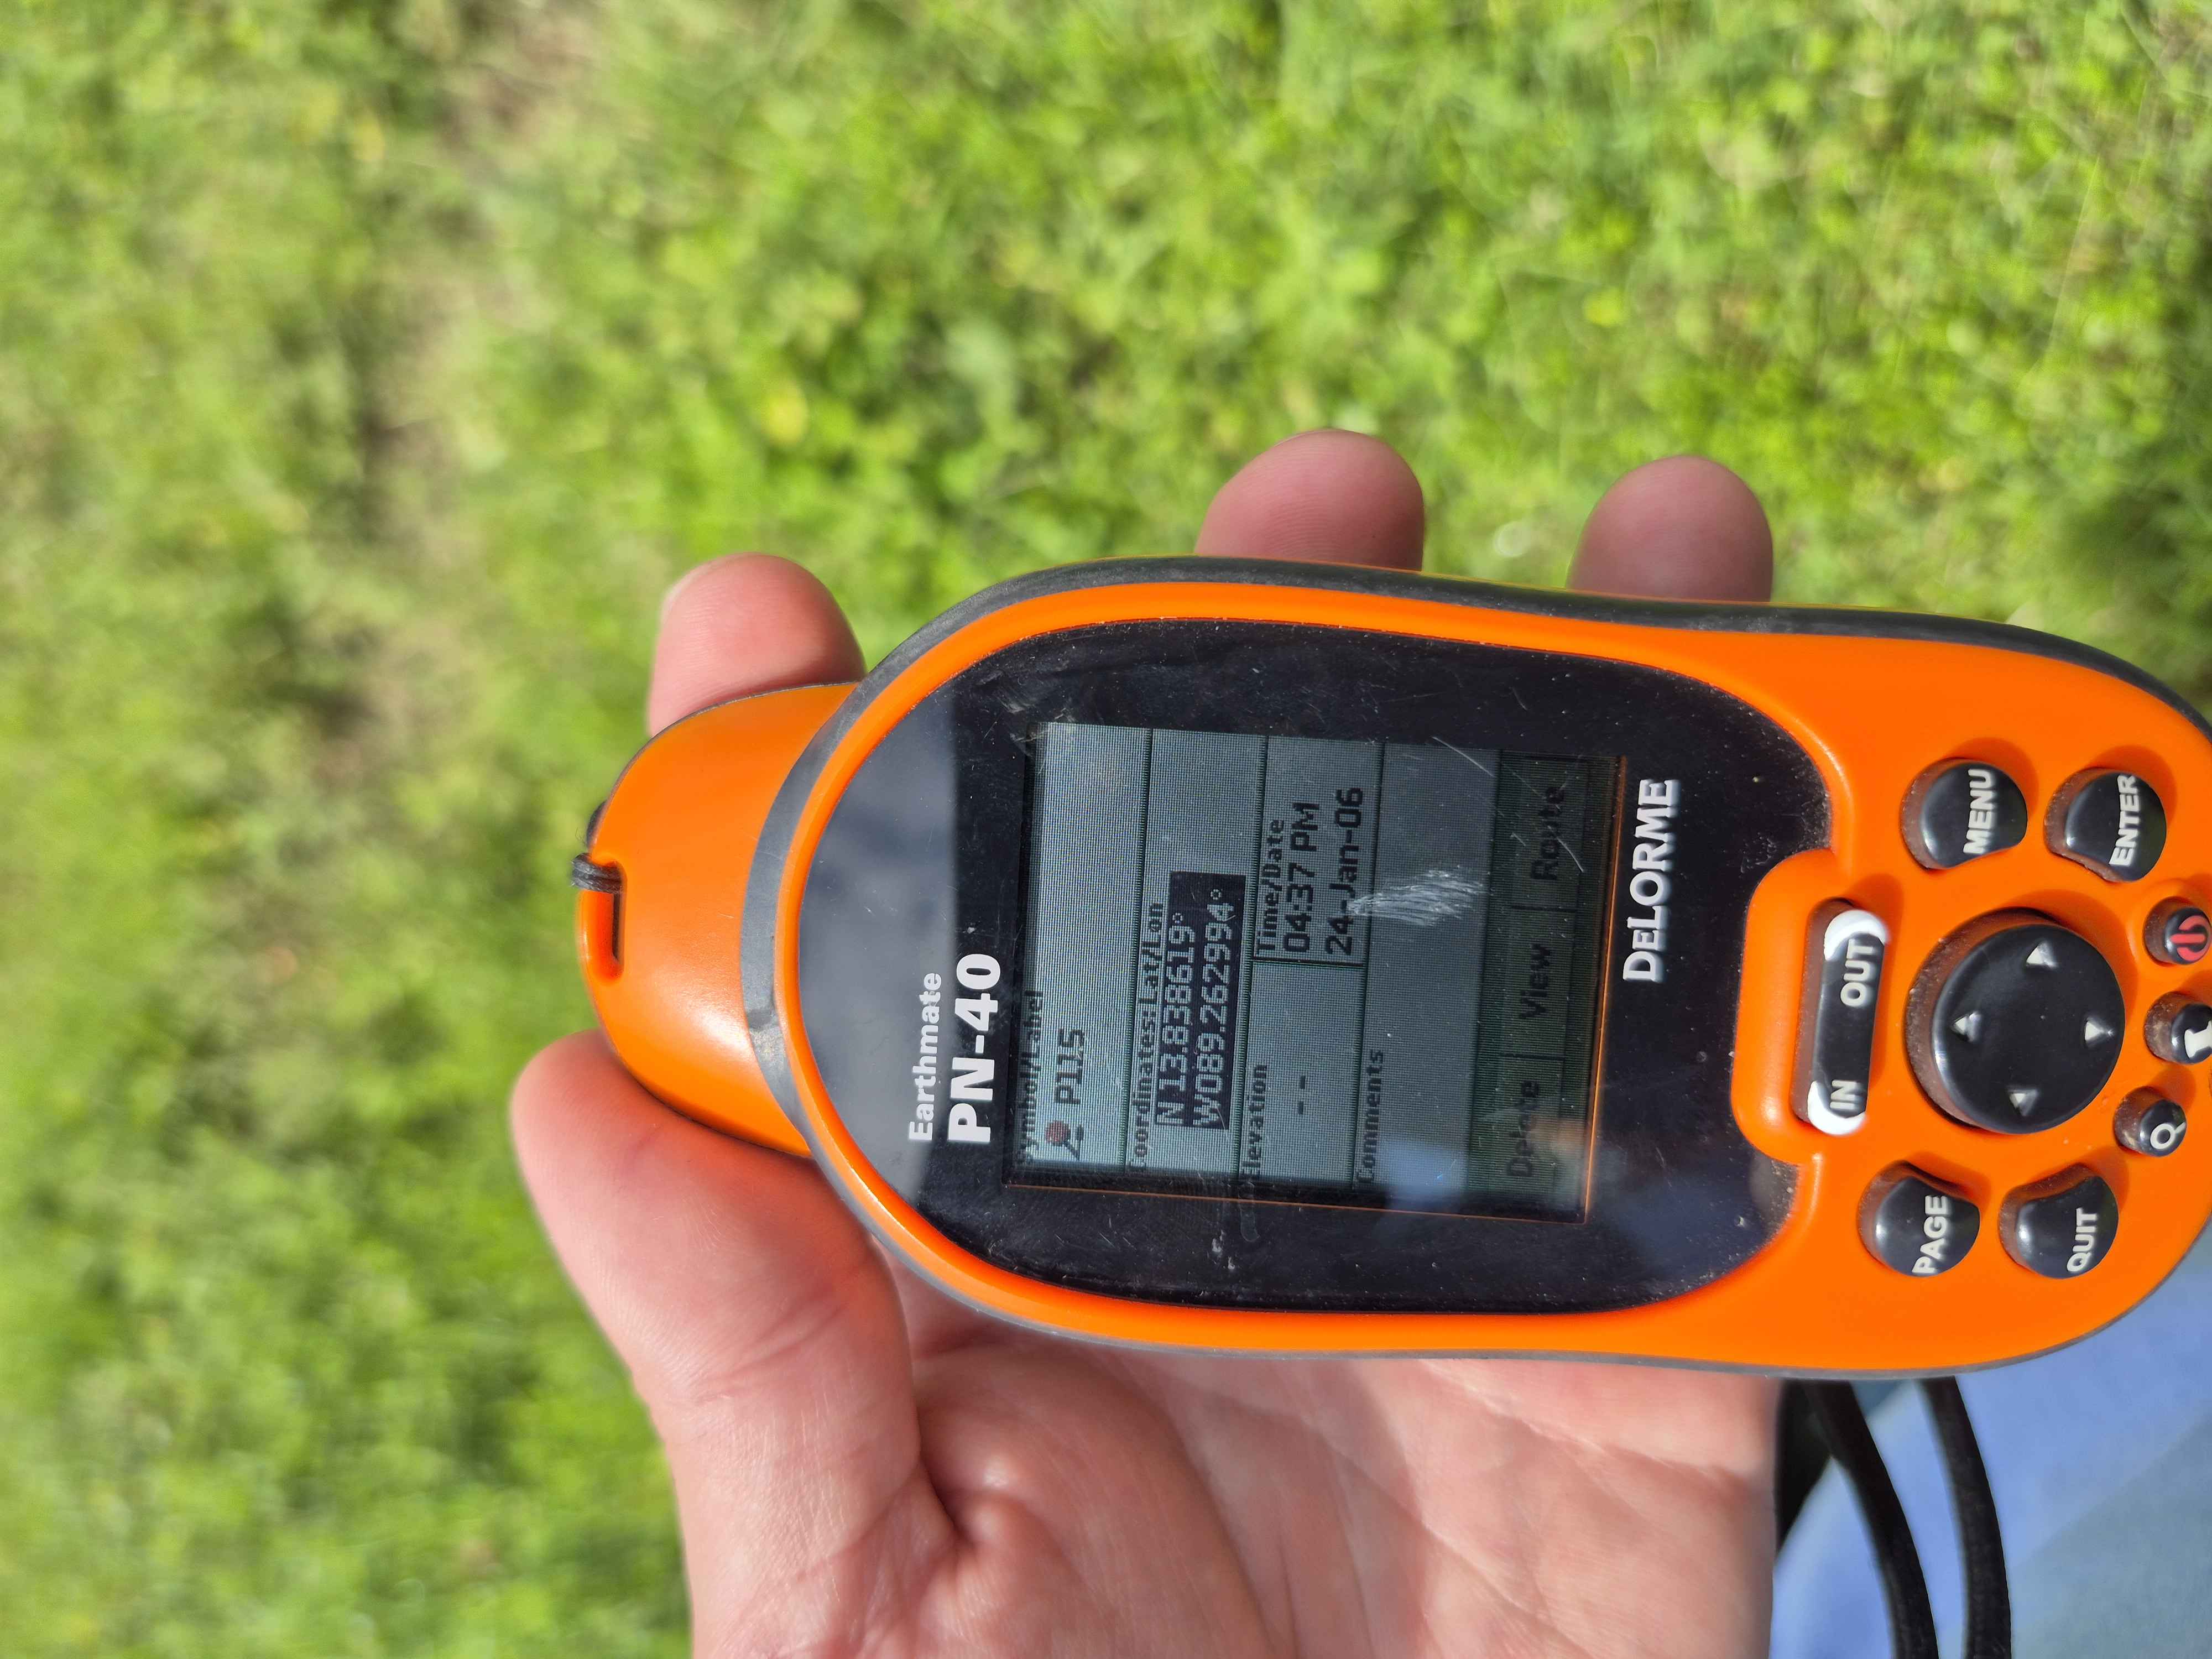 Earthmate
PN-40
Symbol/Label
P115
Coordinates:Lat/Lon
N 13.838619°
W089.262994°
Elevation
--
Time/Date
04:37 PM
24-Jan-06
Comments
Delete
View
Route
DELORME
IN OUT
PAGE
MENU
QUIT
ENTER